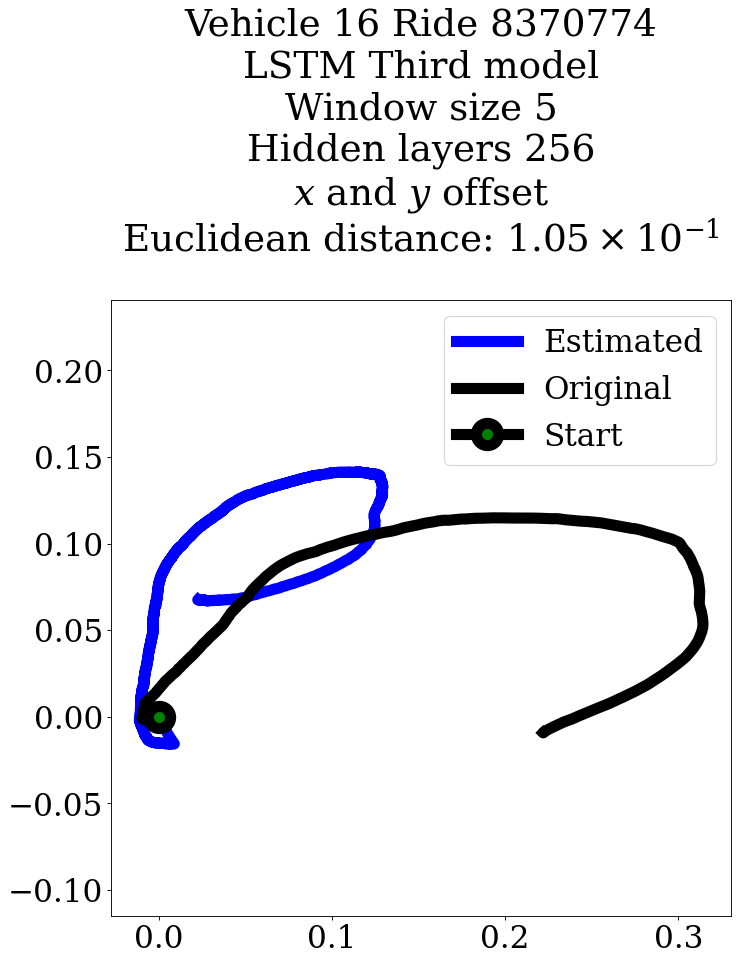 Vehicle 16 Ride 8370774
LSTM Third model
Window size 5
Hidden layers 256
x and y offset
Euclidean distance: 1.05 × 10⁻¹
Estimated
Original
Start
0.20
0.15
0.10
0.05
0.00
−0.05
−0.10
0.0 0.1 0.2 0.3